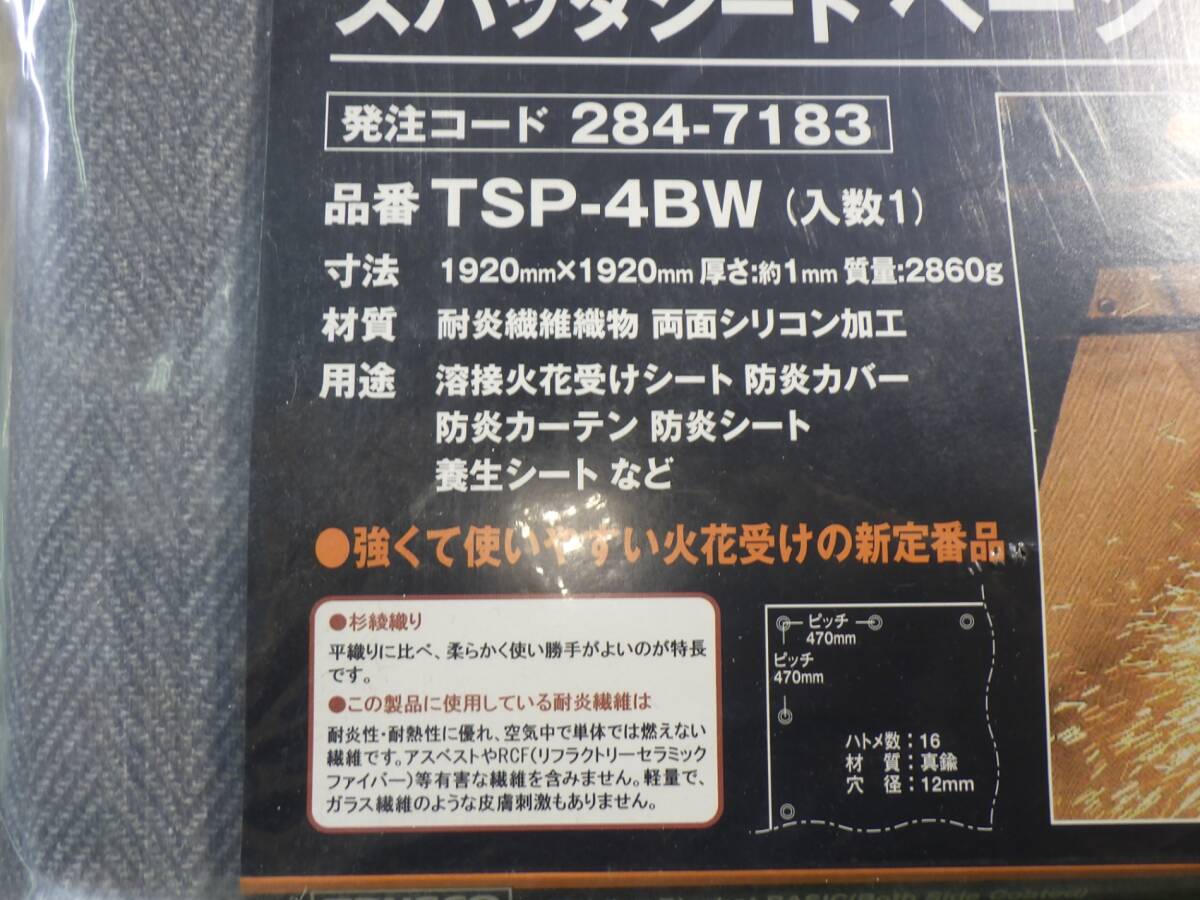 スパッタシート ベーシ
発注コード 284-7183
品番 TSP-4BW (入数1)
寸法 1920mm×1920mm 厚さ:約1mm 質量:2860g
材質 耐炎繊維織物 両面シリコン加工
用途 溶接火花受けシート 防炎カバー
防炎カーテン 防炎シート
養生シート など
●強くて使いやすい火花受けの新定番品
●杉綾織り
平織りに比べ、柔らかく使い勝手がよいのが特長
です。
●この製品に使用している耐炎繊維は
耐炎性・耐熱性に優れ、空気中で単体では燃えない
繊維です。アスベストやRCF(リフラクトリーセラミック
ファイバー)等有害な繊維を含みません。軽量で、
ガラス繊維のような皮膚刺激もありません。
ピッチ
470mm
ピッチ
470mm
ハトメ数:16
材 質:真鍮
穴 径:12mm